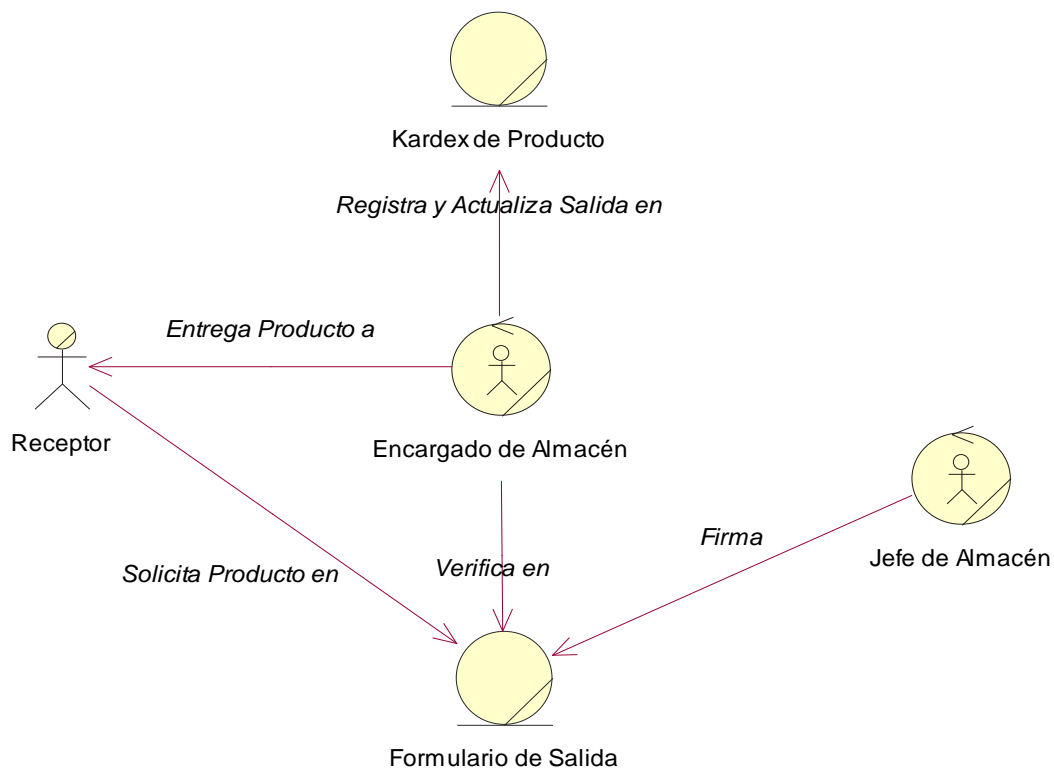 Kardex de Producto
Registra y Actualiza Salida en
Entrega Producto a
Receptor
Encargado de Almacén
Firma
Jefe de Almacén
Solicita Producto en
Verifica en
Formulario de Salida